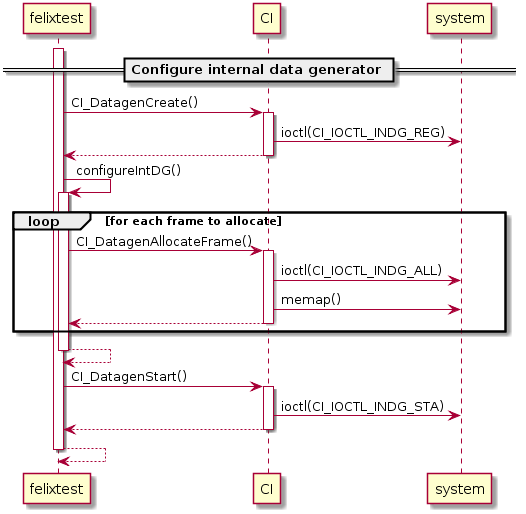 felixtest CI system
Configure internal data generator
CI_DatagenCreate()
ioctl(CI_IOCTL_INDG_REG)
configureIntDG()
loop [for each frame to allocate]
CI_DatagenAllocateFrame()
ioctl(CI_IOCTL_INDG_ALL)
memap()
CI_DatagenStart()
ioctl(CI_IOCTL_INDG_STA)
felixtest CI system